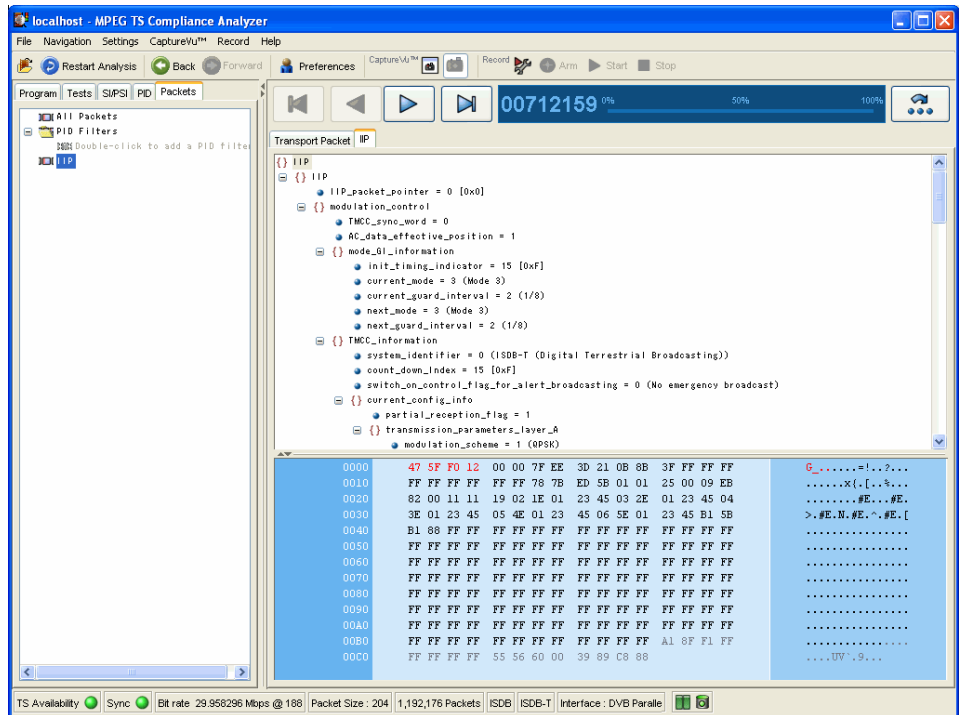 localhost - MPEG TS Compliance Analyzer
File Navigation Settings CaptureVu™ Record Help
Restart Analysis Back Forward Preferences CaptureVu™ Record Arm Start Stop
Program Tests SI/PSI PID Packets
All Packets
PID Filters
Double-click to add a PID filte
IIP
00712159 0% 50% 100%
Transport Packet IIP
{} IIP
{} IIP
IIP_packet_pointer = 0 [0x0]
{} modulation_control
TMCC_sync_word = 0
AC_data_effective_position = 1
{} mode_GI_information
init_timing_indicator = 15 [0xF]
current_mode = 3 (Mode 3)
current_guard_interval = 2 (1/8)
next_mode = 3 (Mode 3)
next_guard_interval = 2 (1/8)
{} TMCC_information
system_identifier = 0 (ISDB-T (Digital Terrestrial Broadcasting))
count_down_Index = 15 [0xF]
switch_on_control_flag_for_alert_broadcasting = 0 (No emergency broadcast)
{} current_config_info
partial_reception_flag = 1
{} transmission_parameters_layer_A
modulation_scheme = 1 (QPSK)
0000 47 5F F0 12 00 00 7F EE 3D 21 0B 8B 3F FF FF FF G_......=!..?...
0010 FF FF FF FF FF FF 78 7B ED 5B 01 01 25 00 09 EB ......x{.[..%...
0020 82 00 11 11 19 02 1E 01 23 45 03 2E 01 23 45 04 ........#E...#E.
0030 3E 01 23 45 05 4E 01 23 45 06 5E 01 23 45 B1 5B >.#E.N.#E.^.#E.[
0040 B1 88 FF FF FF FF FF FF FF FF FF FF FF FF FF FF ................
0050 FF FF FF FF FF FF FF FF FF FF FF FF FF FF FF FF ................
0060 FF FF FF FF FF FF FF FF FF FF FF FF FF FF FF FF ................
0070 FF FF FF FF FF FF FF FF FF FF FF FF FF FF FF FF ................
0080 FF FF FF FF FF FF FF FF FF FF FF FF FF FF FF FF ................
0090 FF FF FF FF FF FF FF FF FF FF FF FF FF FF FF FF ................
00A0 FF FF FF FF FF FF FF FF FF FF FF FF FF FF FF FF ................
00B0 FF FF FF FF FF FF FF FF FF FF FF FF A1 8F F1 FF ................
00C0 FF FF FF FF 55 56 60 00 39 89 C8 88 ....UV`.9...
TS Availability Sync Bit rate 29.958296 Mbps @ 188 Packet Size : 204 1,192,176 Packets ISDB ISDB-T Interface : DVB Paralle